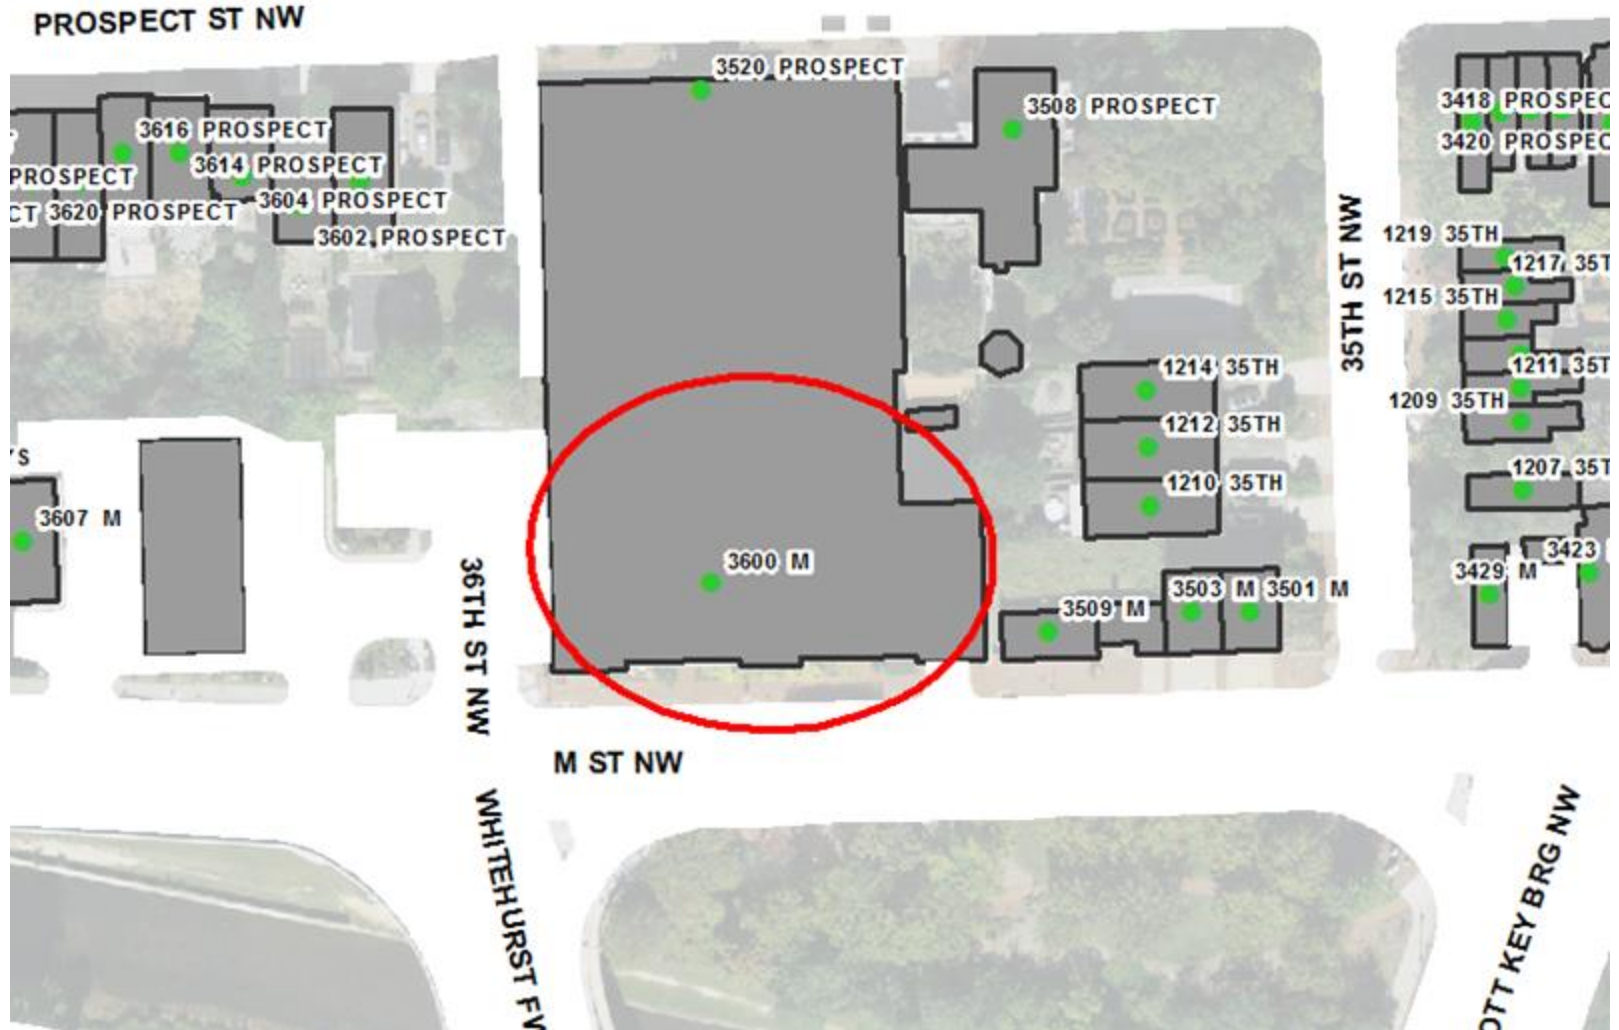 PROSPECT ST NW
3520 PROSPECT
3508 PROSPECT
3418 PROSPEC
3420 PROSPEC
3616 PROSPECT
3614 PROSPECT
PROSPECT
3604 PROSPECT
CT
3620 PROSPECT
3602 PROSPECT
35TH ST NW
1219 35TH
1217 35T
1215 35TH
1214 35TH
1211 35T
1209 35TH
1212 35TH
1210 35TH
1207 35T
'S
3607 M
36TH ST NW
3600 M
3423
3429 M
3503 M
3501 M
3509 M
M ST NW
WHITEHURST FW
OTT KEY BRG NW